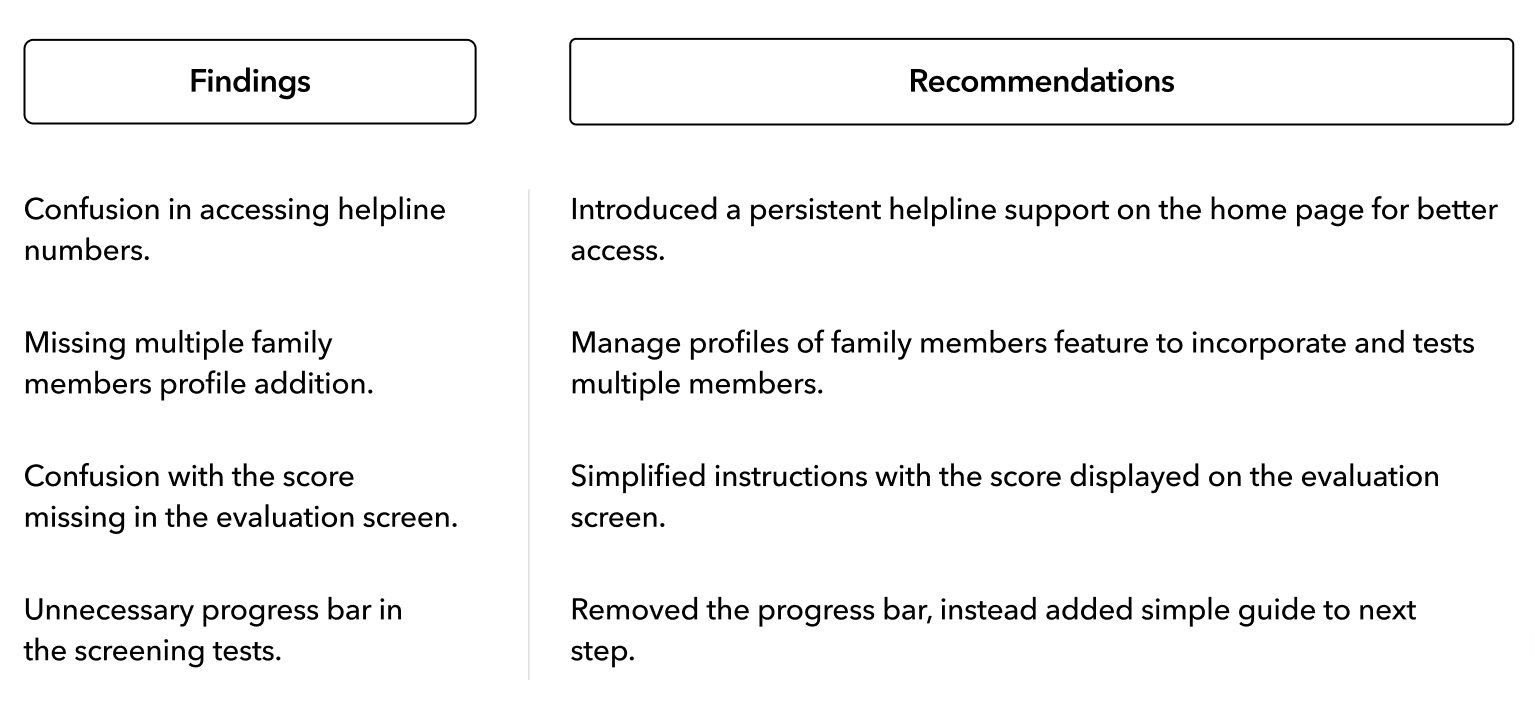 Findings
Recommendations
Confusion in accessing helpline
numbers.
Introduced a persistent helpline support on the home page for better
access.
Missing multiple family
members profile addition.
Manage profiles of family members feature to incorporate and tests
multiple members.
Confusion with the score
missing in the evaluation screen.
Simplified instructions with the score displayed on the evaluation
screen.
Unnecessary progress bar in
the screening tests.
Removed the progress bar, instead added simple guide to next
step.